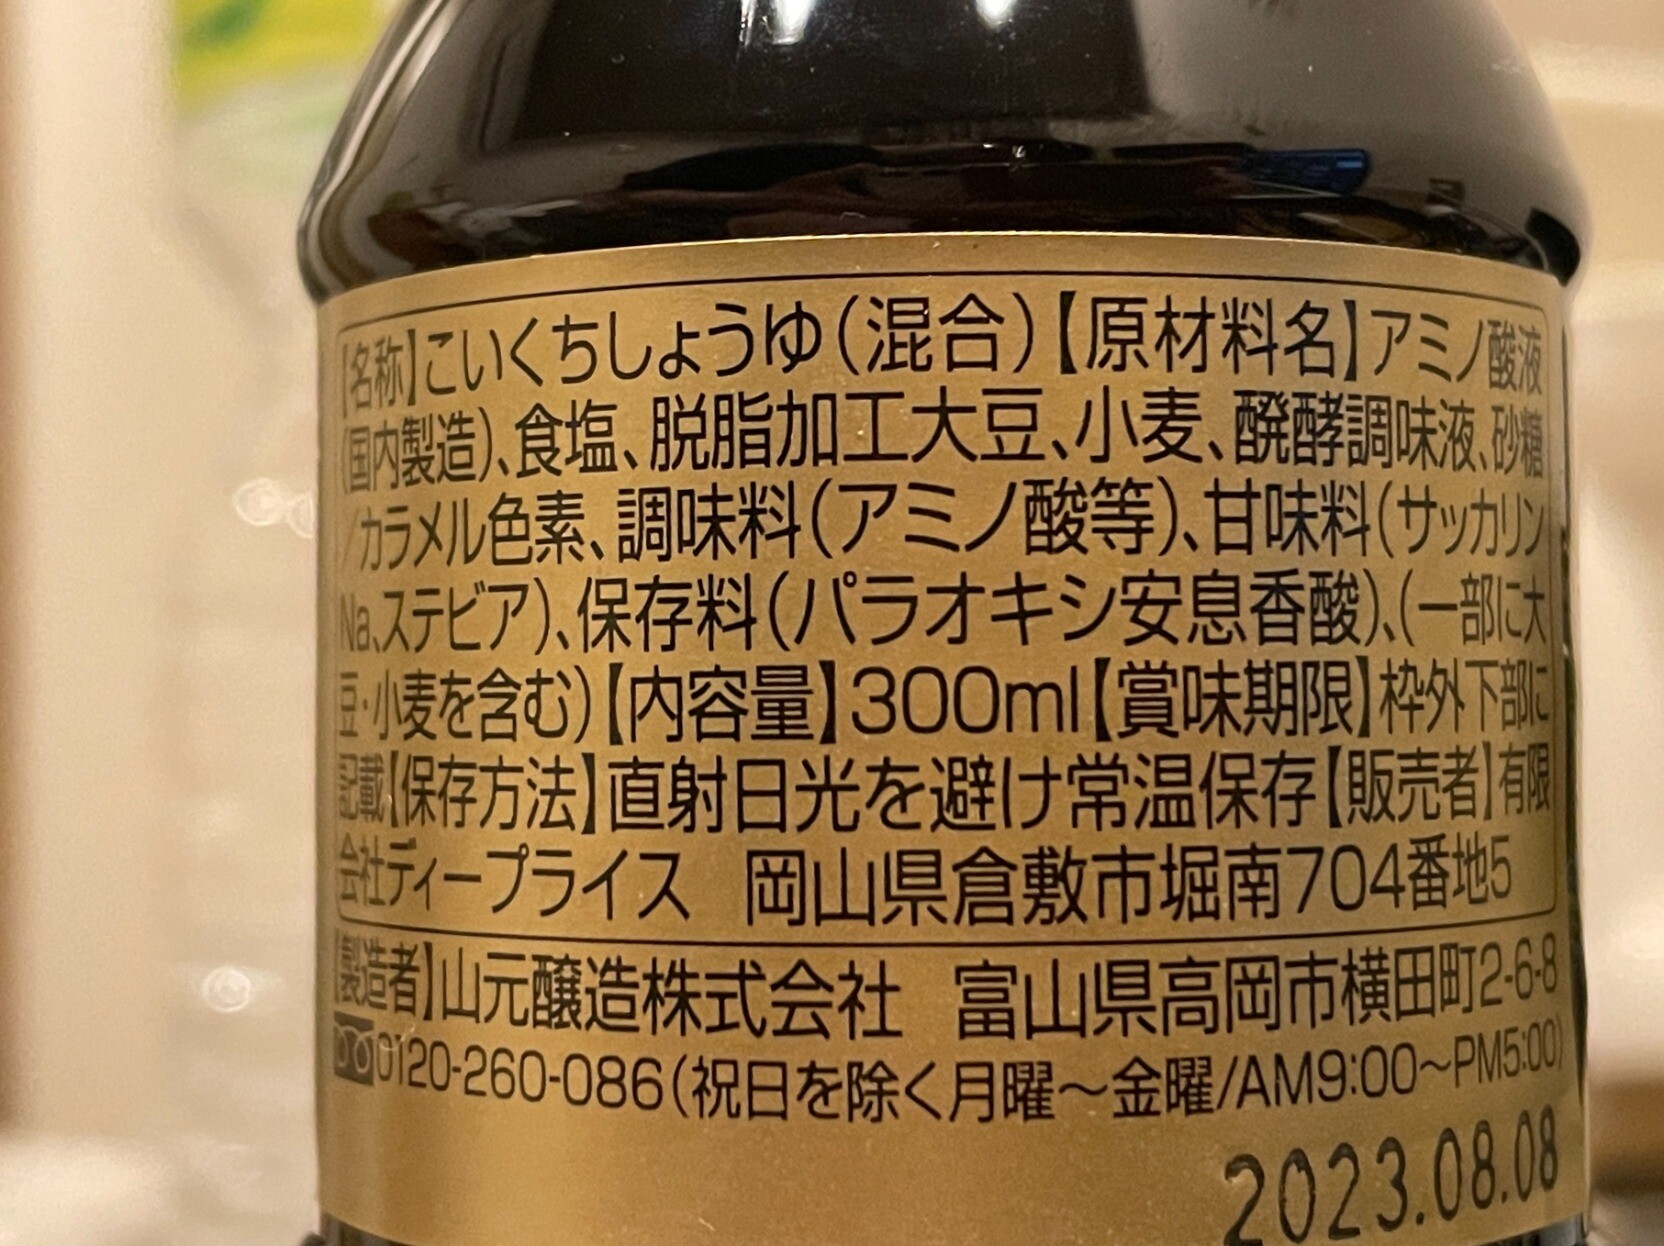 【名称】こいくちしょうゆ（混合）【原材料名】アミノ酸液
（国内製造）、食塩、脱脂加工大豆、小麦、醗酵調味液、砂糖
／カラメル色素、調味料（アミノ酸等）、甘味料（サッカリン
Na、ステビア）、保存料（パラオキシ安息香酸）、（一部に大
豆・小麦を含む）【内容量】300ml【賞味期限】枠外下部に
記載【保存方法】直射日光を避け常温保存【販売者】有限
会社ディープライス　岡山県倉敷市堀南704番地5
【製造者】山元醸造株式会社　富山県高岡市横田町2-6-8
0120-260-086（祝日を除く月曜〜金曜/AM9:00〜PM5:00）
2023.08.08